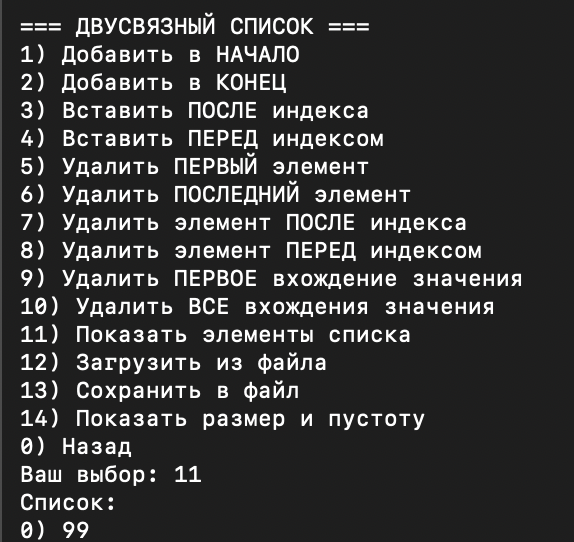 === ДВУСВЯЗНЫЙ СПИСОК ===
1) Добавить в НАЧАЛО
2) Добавить в КОНЕЦ
3) Вставить ПОСЛЕ индекса
4) Вставить ПЕРЕД индексом
5) Удалить ПЕРВЫЙ элемент
6) Удалить ПОСЛЕДНИЙ элемент
7) Удалить элемент ПОСЛЕ индекса
8) Удалить элемент ПЕРЕД индексом
9) Удалить ПЕРВОЕ вхождение значения
10) Удалить ВСЕ вхождения значения
11) Показать элементы списка
12) Загрузить из файла
13) Сохранить в файл
14) Показать размер и пустоту
0) Назад
Ваш выбор: 11
Список:
0) 99